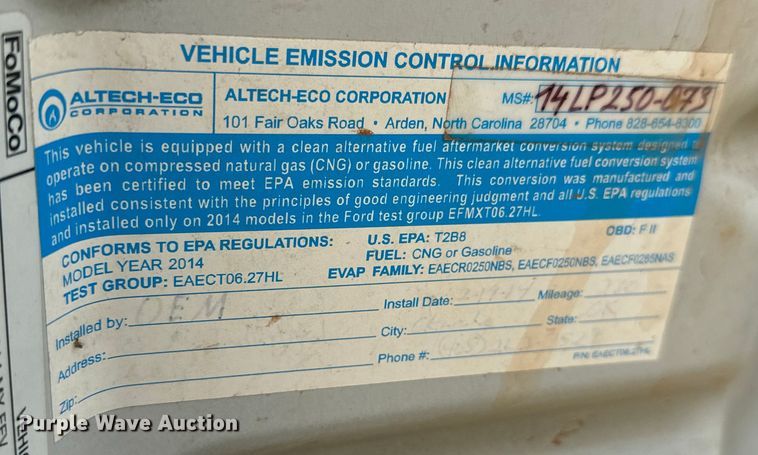 FoMoCo
VEHICLE EMISSION CONTROL INFORMATION
ALTECH-ECO
CORPORATION
ALTECH-ECO CORPORATION
MS#: 14LP250-073
101 Fair Oaks Road • Arden, North Carolina 28704 • Phone 828-654-8300
This vehicle is equipped with a clean alternative fuel aftermarket conversion system designed to
operate on compressed natural gas (CNG) or gasoline. This clean alternative fuel conversion system
has been certified to meet EPA emission standards. This conversion was manufactured and
installed consistent with the principles of good engineering judgment and all U.S. EPA regulations
and installed only on 2014 models in the Ford test group EFMXT06.27HL.
CONFORMS TO EPA REGULATIONS:
MODEL YEAR 2014
TEST GROUP: EAECT06.27HL
U.S. EPA: T2B8
OBD: F II
FUEL: CNG or Gasoline
EVAP FAMILY: EAECR0250NBS, EAECF0250NBS, EAECF0265NAS
Installed by: OEM
Install Date:
Mileage:
Address:
City:
State: OK
Zip:
Phone #:
P/N: EAECT06.27HL
Purple Wave Auction